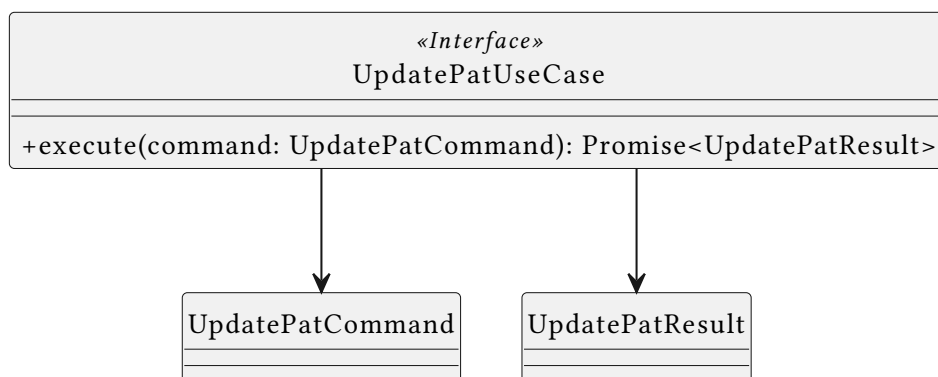 «Interface»
UpdatePatUseCase
+execute(command: UpdatePatCommand): Promise<UpdatePatResult>
UpdatePatCommand
UpdatePatResult